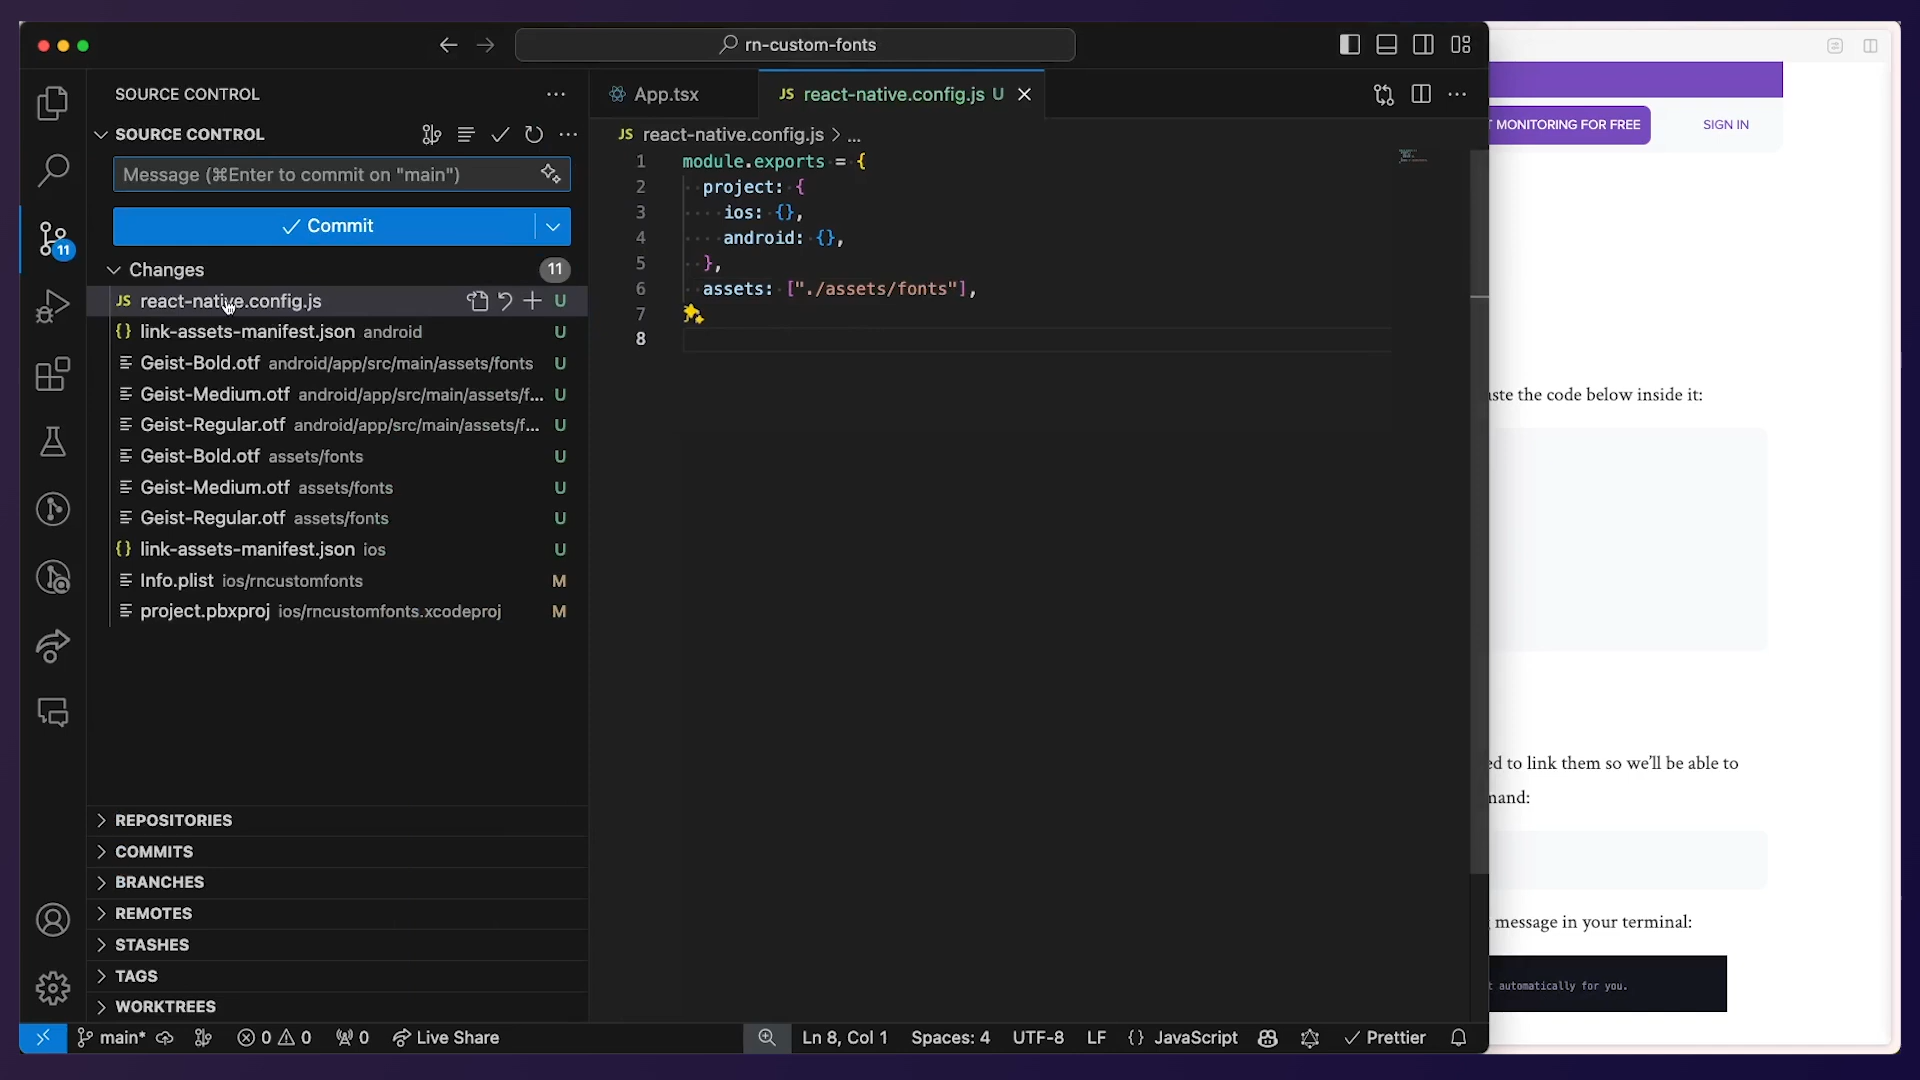 rn-custom-fonts
SOURCE CONTROL
SOURCE CONTROL
Message (⌘Enter to commit on "main")
Commit
11
Changes
11
JS react-native.config.js U
{} link-assets-manifest.json android U
Geist-Bold.otf android/app/src/main/assets/fonts U
Geist-Medium.otf android/app/src/main/assets/f... U
Geist-Regular.otf android/app/src/main/assets/f... U
Geist-Bold.otf assets/fonts U
Geist-Medium.otf assets/fonts U
Geist-Regular.otf assets/fonts U
{} link-assets-manifest.json ios U
Info.plist ios/rncustomfonts M
project.pbxproj ios/rncustomfonts.xcodeproj M
REPOSITORIES
COMMITS
BRANCHES
REMOTES
STASHES
TAGS
WORKTREES
App.tsx
JS react-native.config.js U
JS react-native.config.js > ...
1 module.exports = {
2 project: {
3 ios: {},
4 android: {},
5 },
6 assets: ["./assets/fonts"],
7
8
MONITORING FOR FREE
SIGN IN
the code below inside it:
to link them so we'll be able to
message in your terminal:
automatically for you.
main*
0
0
0
Live Share
Ln 8, Col 1
Spaces: 4
UTF-8
LF
{} JavaScript
Prettier